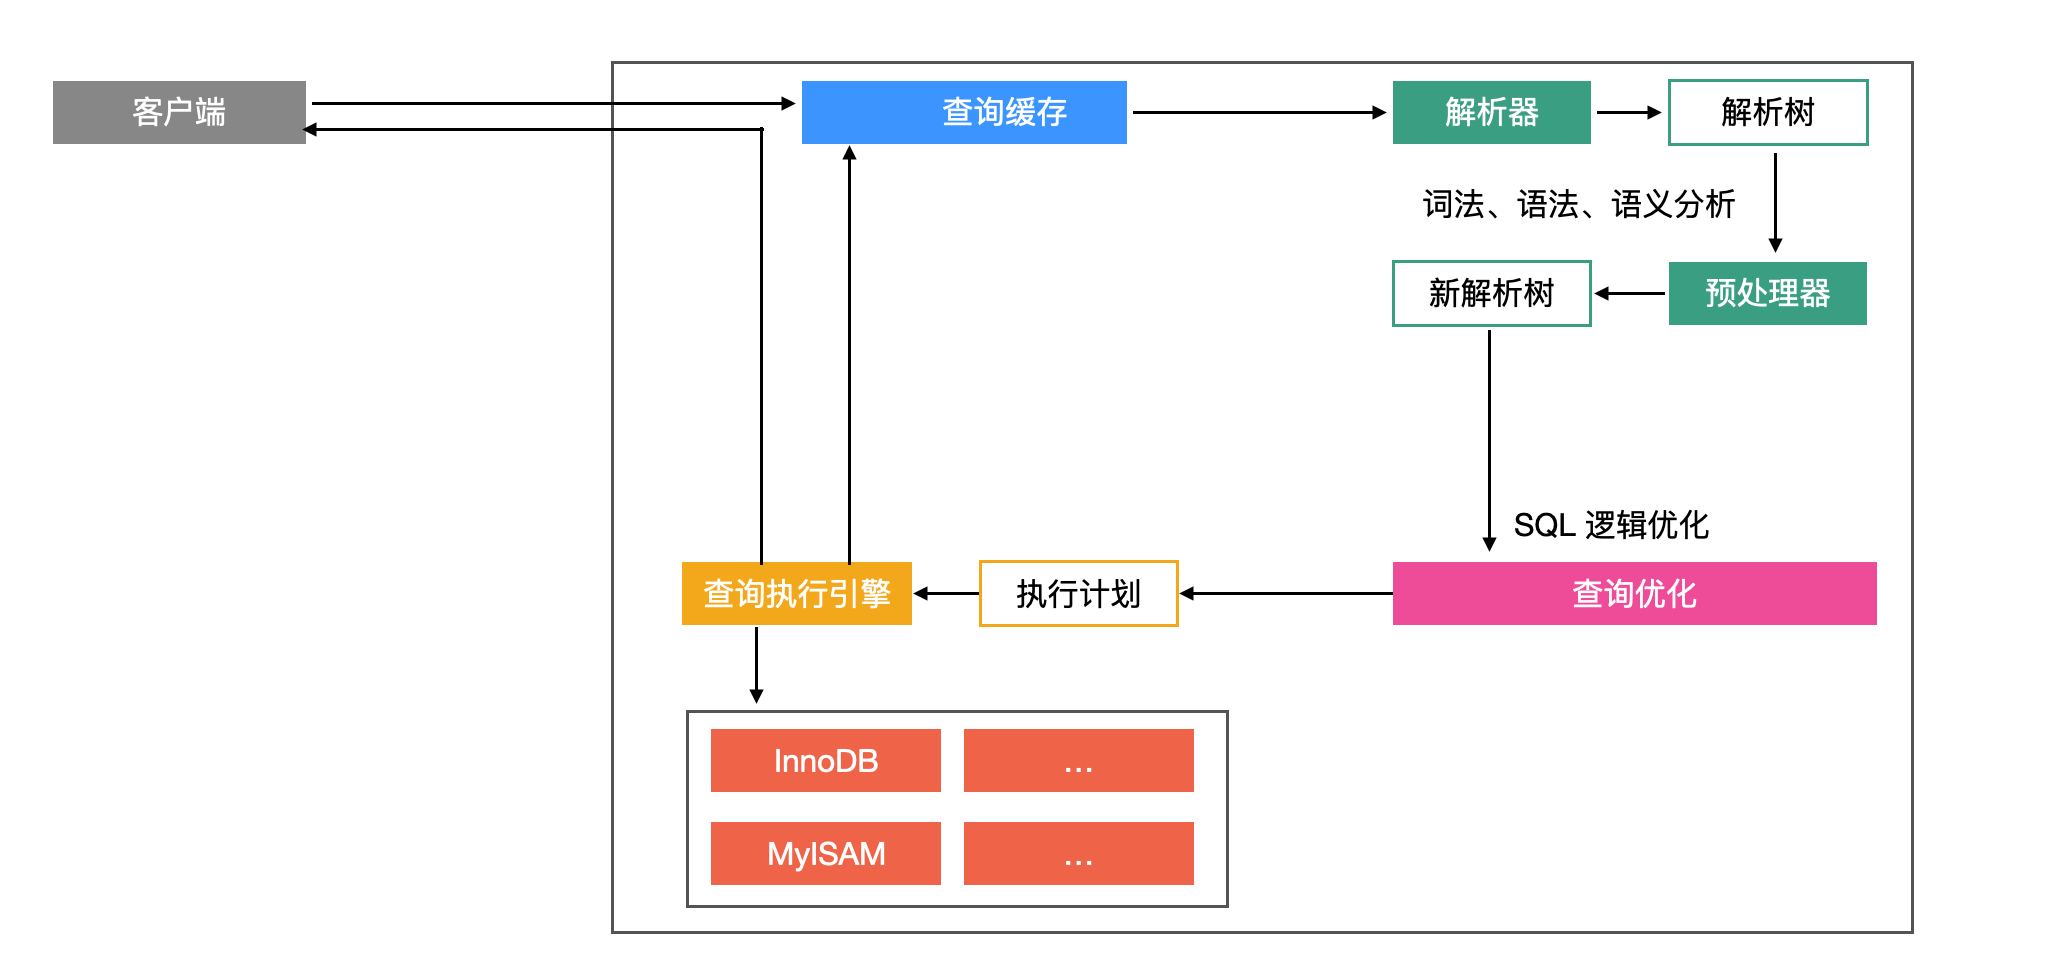 客户端
查询缓存
解析器
解析树
词法、语法、语义分析
新解析树
预处理器
SQL 逻辑优化
查询执行引擎
执行计划
查询优化
InnoDB
...
MyISAM
...